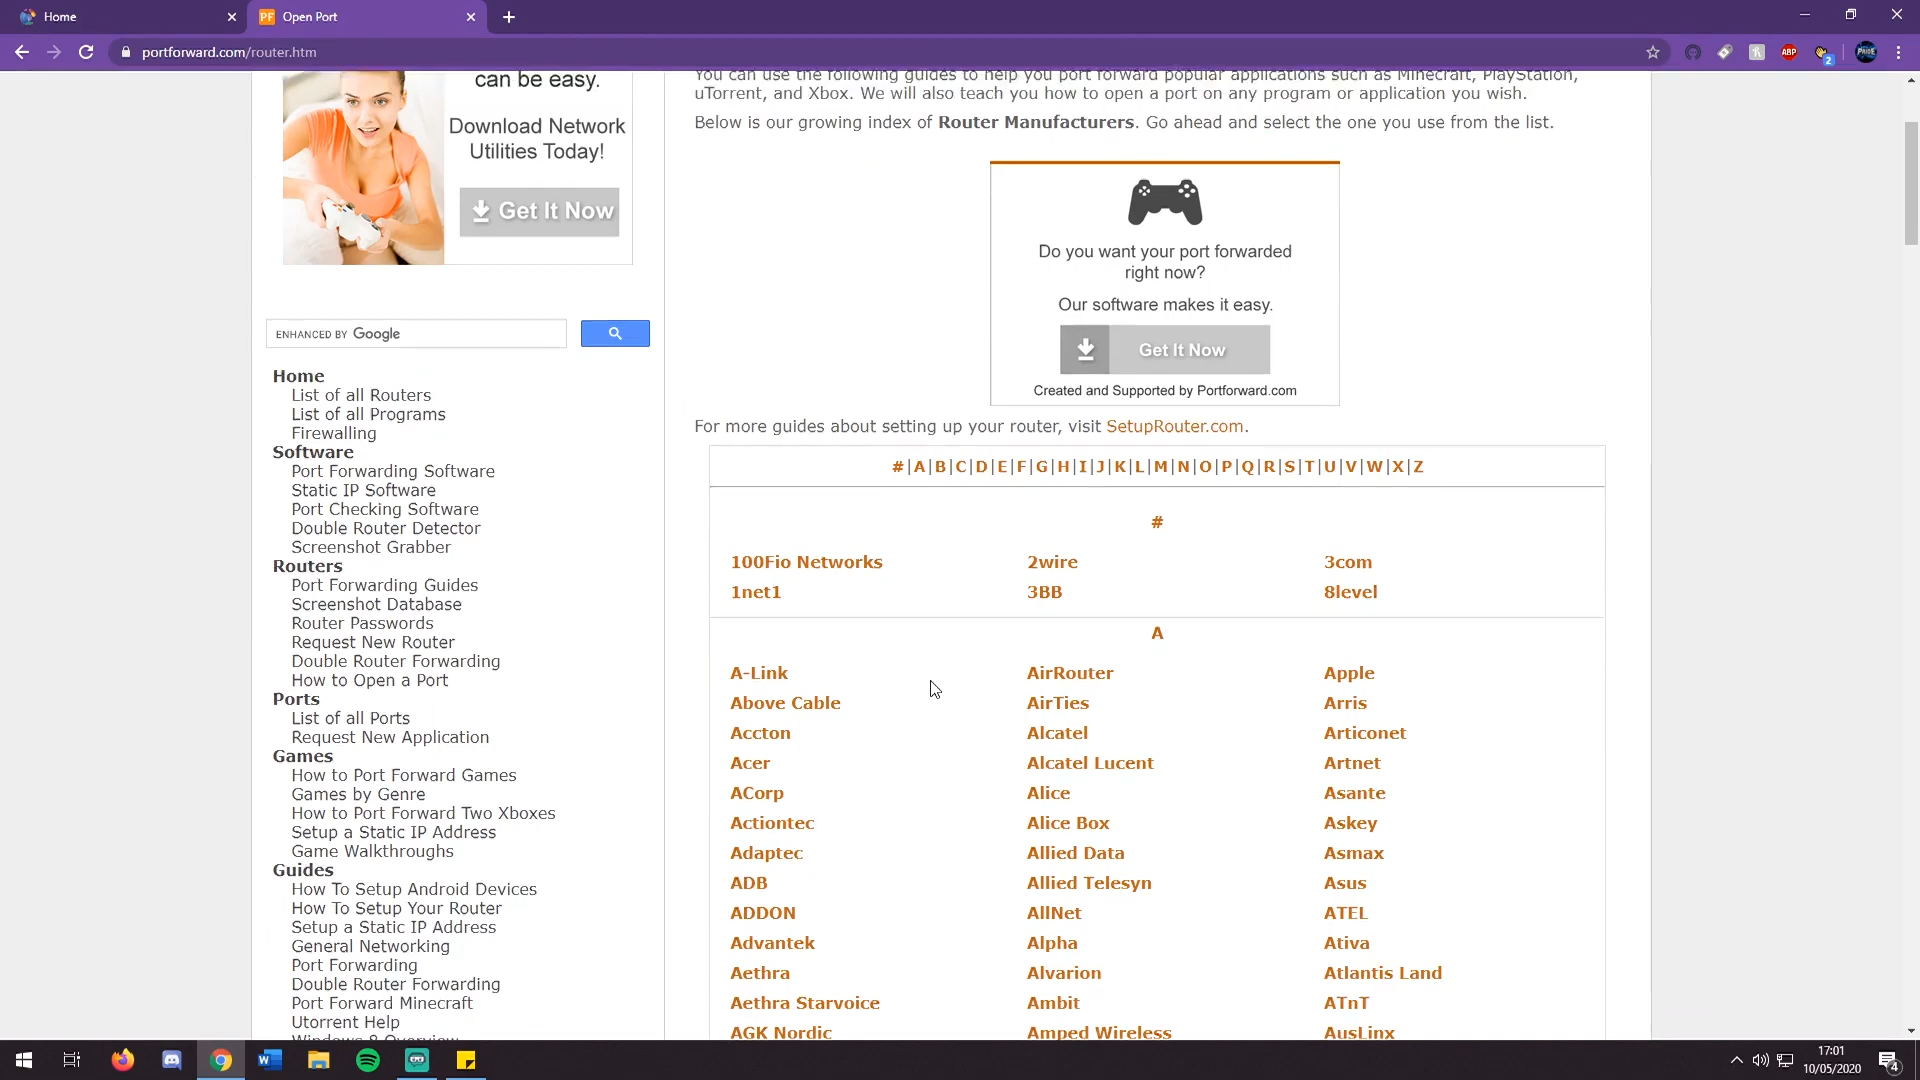 Home
PF Open Port
portforward.com/router.htm
ABP
2
can be easy.
Download Network
Utilities Today!
Get It Now
You can use the following guides to help you port forward popular applications such as Minecraft, PlayStation,
uTorrent, and Xbox. We will also teach you how to open a port on any program or application you wish.
Below is our growing index of Router Manufacturers. Go ahead and select the one you use from the list.
Do you want your port forwarded
right now?
Our software makes it easy.
Get It Now
Created and Supported by Portforward.com
ENHANCED BY Google
Home
List of all Routers
List of all Programs
Firewalling
Software
Port Forwarding Software
Static IP Software
Port Checking Software
Double Router Detector
Screenshot Grabber
Routers
Port Forwarding Guides
Screenshot Database
Router Passwords
Request New Router
Double Router Forwarding
How to Open a Port
Ports
List of all Ports
Request New Application
Games
How to Port Forward Games
Games by Genre
How to Port Forward Two Xboxes
Setup a Static IP Address
Game Walkthroughs
Guides
How To Setup Android Devices
How To Setup Your Router
Setup a Static IP Address
General Networking
Port Forwarding
Double Router Forwarding
Port Forward Minecraft
Utorrent Help
Windows 8 Overview
For more guides about setting up your router, visit SetupRouter.com.
#|A|B|C|D|E|F|G|H|I|J|K|L|M|N|O|P|Q|R|S|T|U|V|W|X|Z
#
100Fio Networks 2wire 3com
1net1 3BB 8level
A
A-Link AirRouter Apple
Above Cable AirTies Arris
Accton Alcatel Articonet
Acer Alcatel Lucent Artnet
ACorp Alice Asante
Actiontec Alice Box Askey
Adaptec Allied Data Asmax
ADB Allied Telesyn Asus
ADDON AllNet ATEL
Advantek Alpha Ativa
Aethra Alvarion Atlantis Land
Aethra Starvoice Ambit ATnT
AGK Nordic Amped Wireless AusLinx
17:01
10/05/2020
4